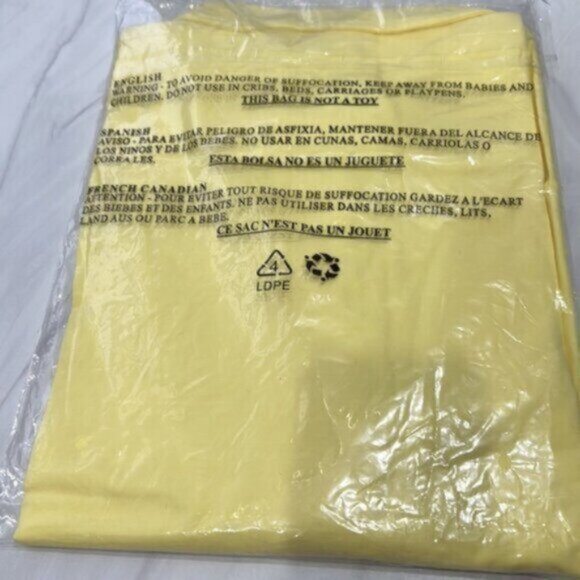 ENGLISH
WARNING - TO AVOID DANGER OF SUFFOCATION, KEEP AWAY FROM BABIES AND
CHILDREN. DO NOT USE IN CRIBS, BEDS, CARRIAGES OR PLAYPENS.
THIS BAG IS NOT A TOY
SPANISH
AVISO - PARA EVITAR PELIGRO DE ASFIXIA, MANTENER FUERA DEL ALCANCE DE
LOS NINOS Y DE LOS BEBES. NO USAR EN CUNAS, CAMAS, CARRIOLAS O
CORRALES.
ESTA BOLSA NO ES UN JUGUETE
FRENCH CANADIAN
ATTENTION - POUR EVITER TOUT RISQUE DE SUFFOCATION GARDEZ A L'ECART
DES BIEBES ET DES ENFANTS. NE PAS UTILISER DANS LES CRECHES, LITS,
LANDAUS OU PARC A BEBE.
CE SAC N'EST PAS UN JOUET
4
LDPE